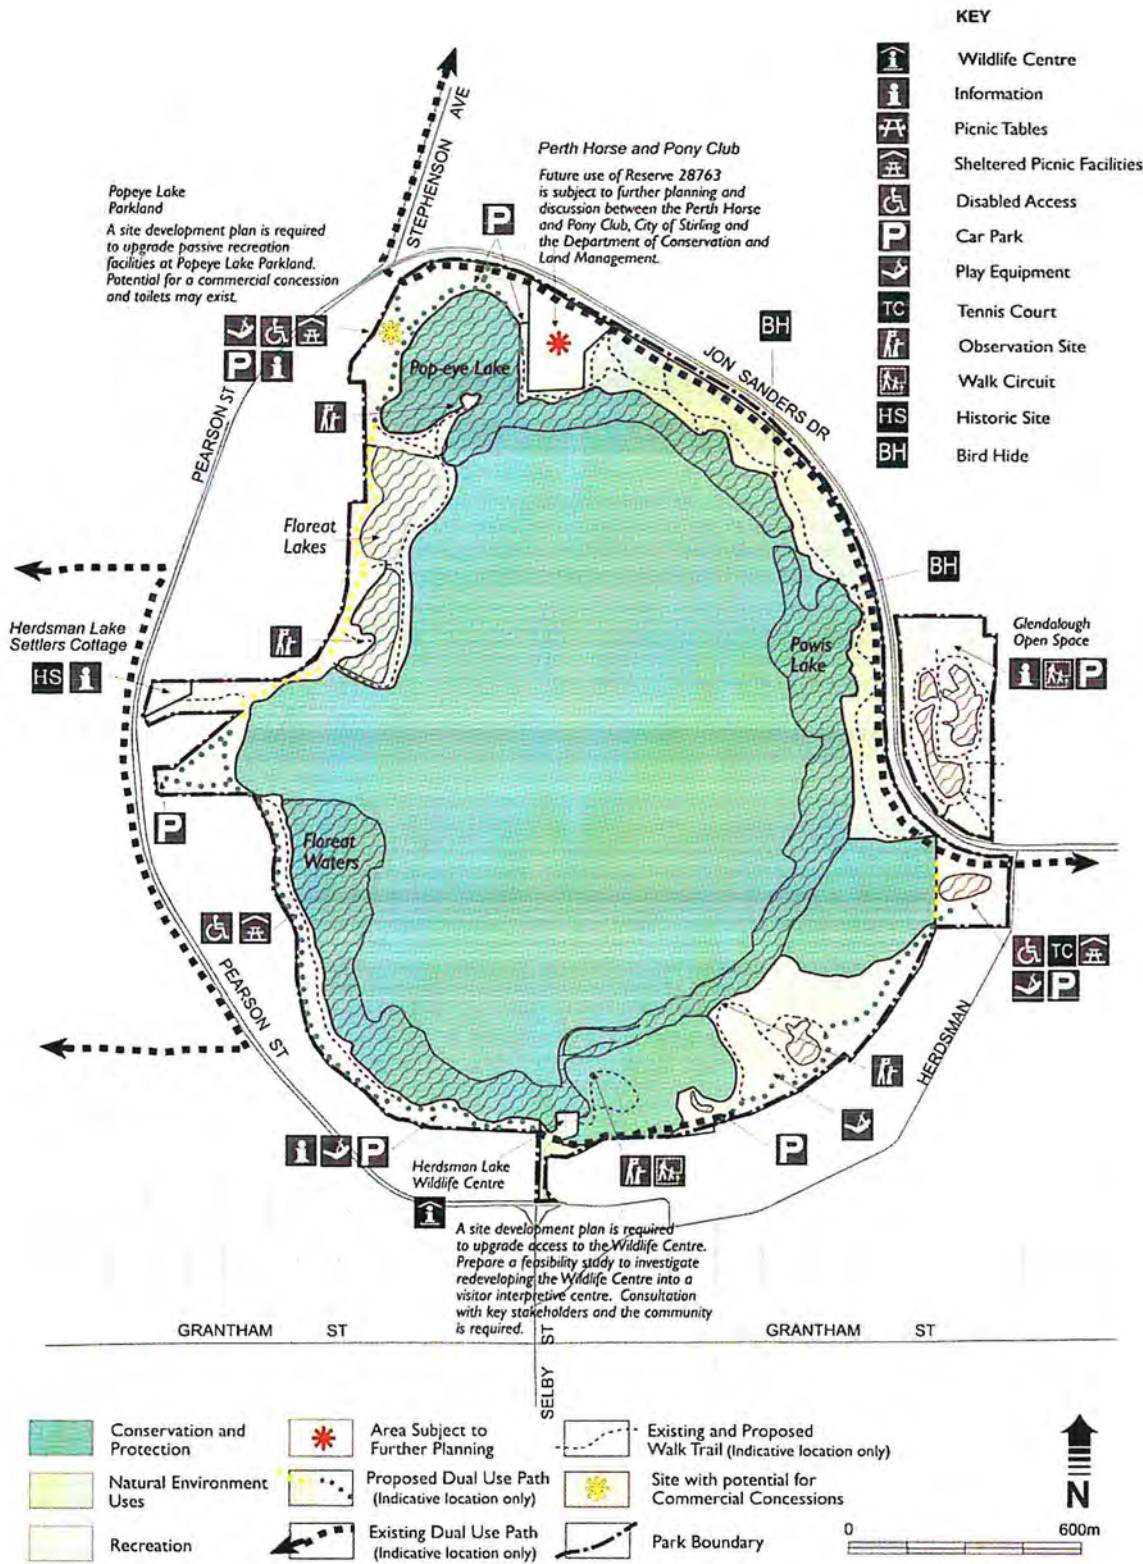 KEY
Wildlife Centre
Information
Picnic Tables
Sheltered Picnic Facilities
Disabled Access
P Car Park
Play Equipment
TC Tennis Court
Observation Site
Walk Circuit
HS Historic Site
BH Bird Hide
STEPHENSON AVE
Perth Horse and Pony Club
Future use of Reserve 28763
is subject to further planning and
discussion between the Perth Horse
and Pony Club, City of Stirling and
the Department of Conservation and
Land Management.
Popeye Lake
Parkland
A site development plan is required
to upgrade passive recreation
facilities at Popeye Lake Parkland.
Potential for a commercial concession
and toilets may exist.
P
P
BH
Pop-eye Lake
JON SANDERS DR
PEARSON ST
Floreat
Lakes
BH
Herdsman Lake
Settlers Cottage
HS
Powis
Lake
Glendalough
Open Space
P
P
Floreat
Waters
TC
P
PEARSON ST
HERDSMAN
P
P
Herdsman Lake
Wildlife Centre
A site development plan is required
to upgrade access to the Wildlife Centre.
Prepare a feasibility study to investigate
redeveloping the Wildlife Centre into a
visitor interpretive centre. Consultation
with key stakeholders and the community
is required.
GRANTHAM ST
GRANTHAM ST
SELBY ST
Conservation and
Protection
Area Subject to
Further Planning
Existing and Proposed
Walk Trail (Indicative location only)
Natural Environment
Uses
Proposed Dual Use Path
(Indicative location only)
Site with potential for
Commercial Concessions
Recreation
Existing Dual Use Path
(Indicative location only)
Park Boundary
N
0 600m